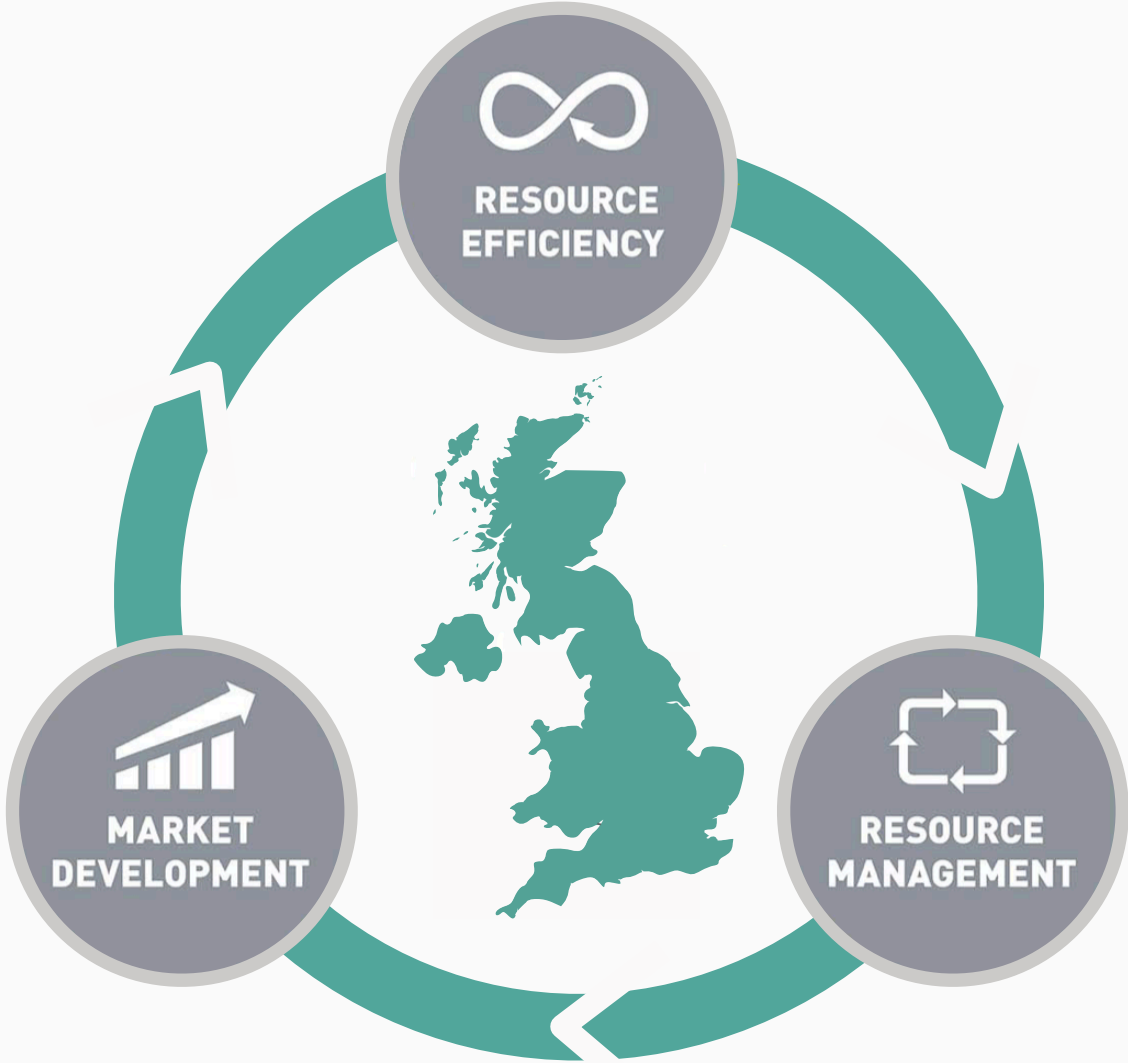 RESOURCE
EFFICIENCY
MARKET
DEVELOPMENT
RESOURCE
MANAGEMENT